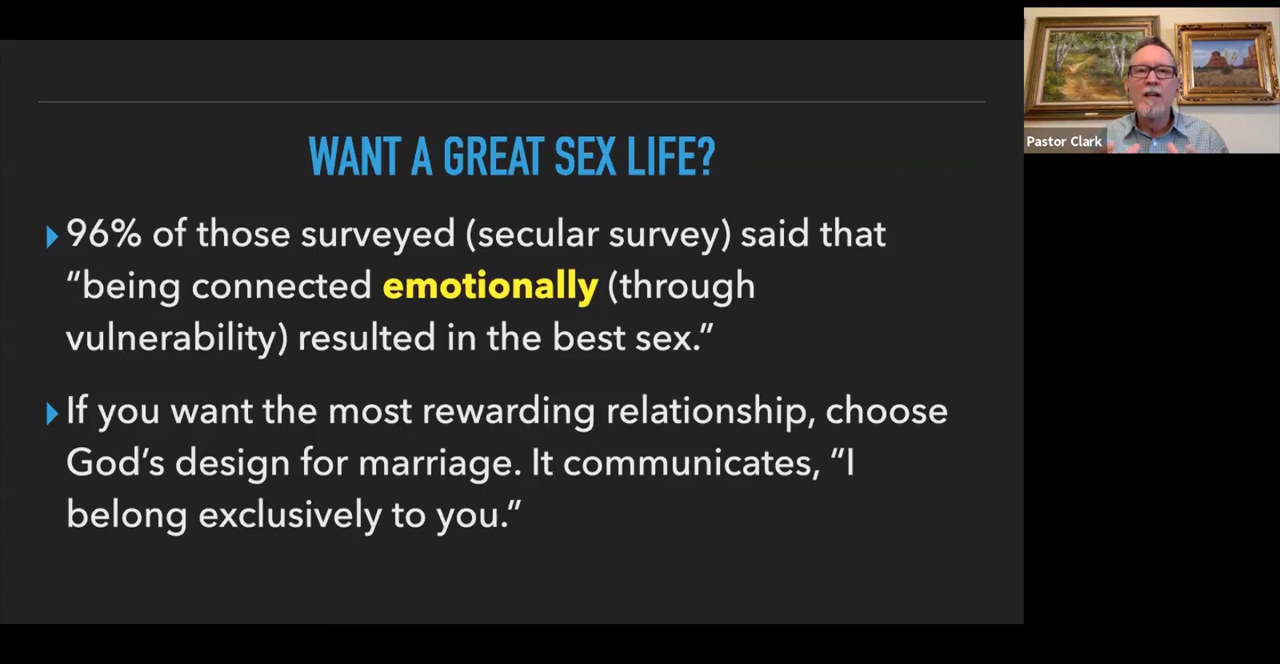 WANT A GREAT SEX LIFE?
96% of those surveyed (secular survey) said that
“being connected emotionally (through
vulnerability) resulted in the best sex.”
If you want the most rewarding relationship, choose
God’s design for marriage. It communicates, “I
belong exclusively to you.”
Pastor Clark